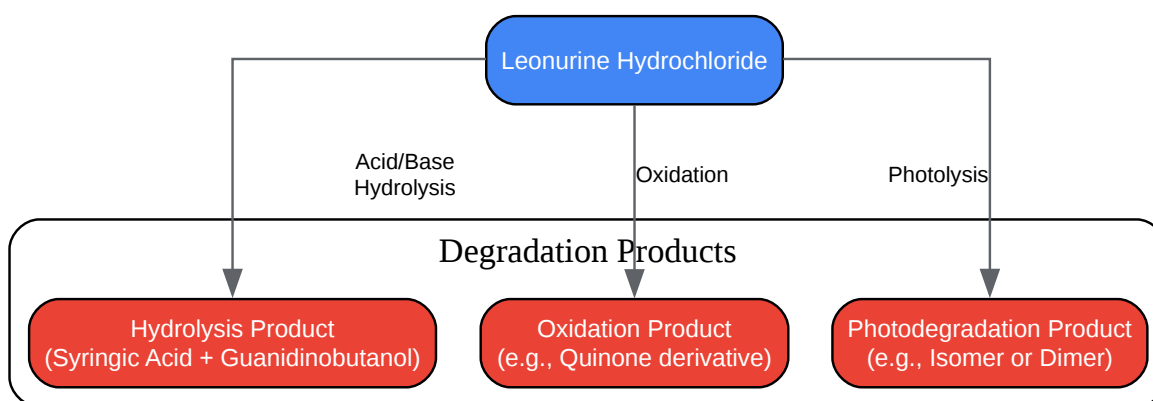 Leonurine Hydrochloride
Acid/Base
Hydrolysis
Oxidation
Photolysis
Degradation Products
Hydrolysis Product
(Syringic Acid + Guanidinobutanol)
Oxidation Product
(e.g., Quinone derivative)
Photodegradation Product
(e.g., Isomer or Dimer)